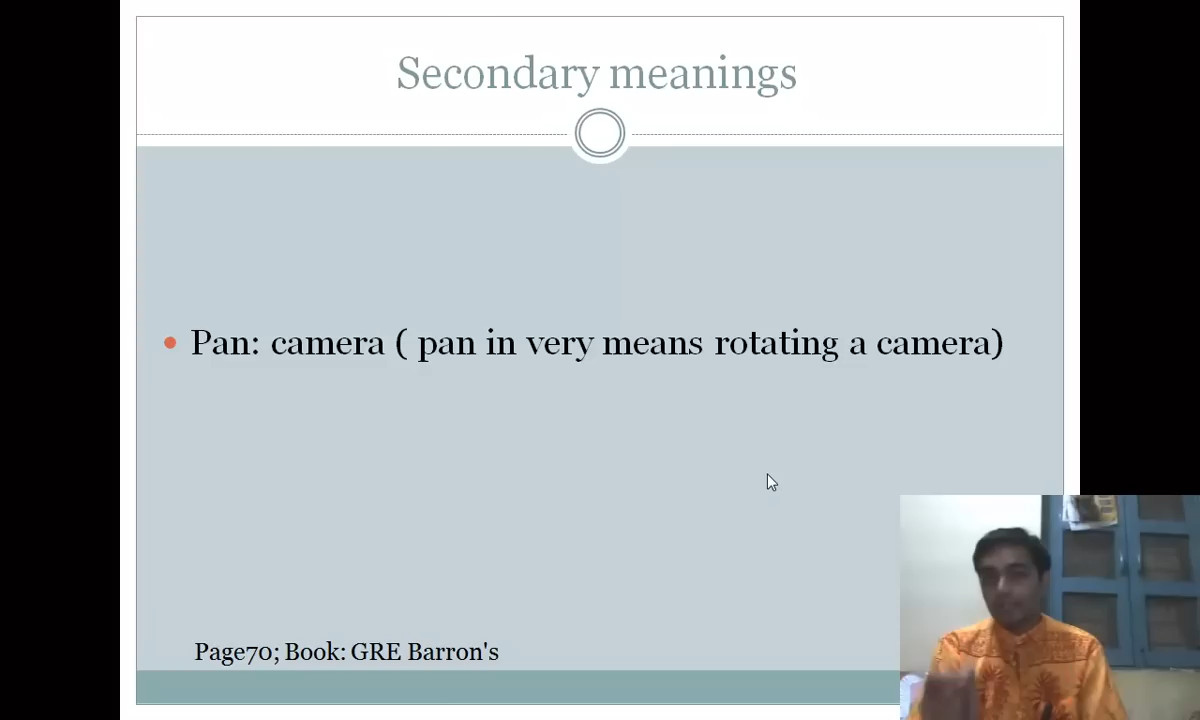 Secondary meanings
Pan: camera ( pan in very means rotating a camera)
Page70; Book: GRE Barron's